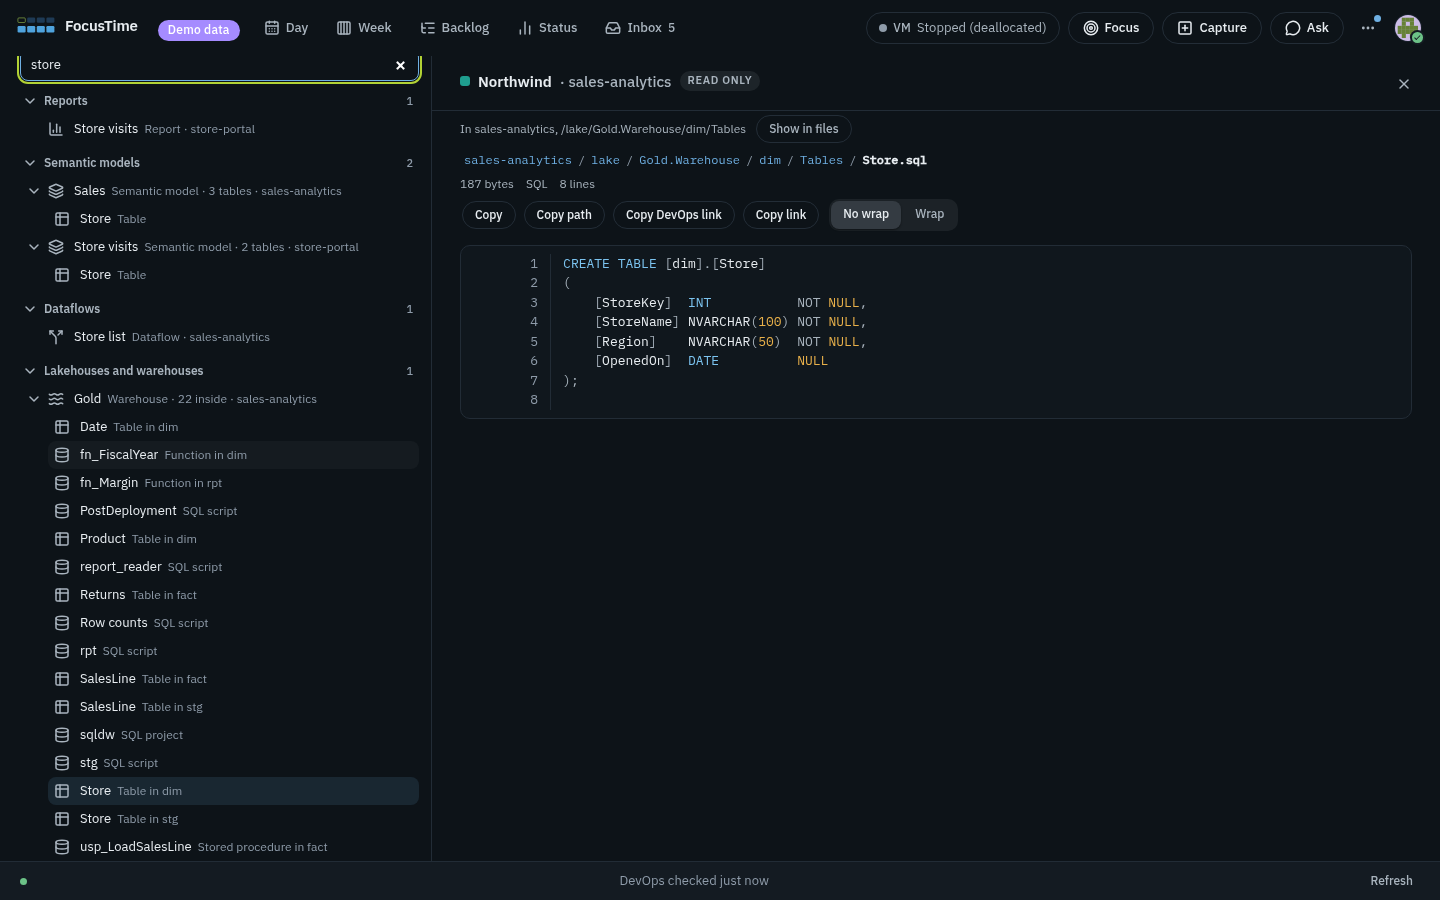 FocusTime
Demo data
Day
Week
Backlog
Status
Inbox 5
VM Stopped (deallocated)
Focus
Capture
Ask
store
Reports 1
Store visits Report · store-portal
Semantic models 2
Sales Semantic model · 3 tables · sales-analytics
Store Table
Store visits Semantic model · 2 tables · store-portal
Store Table
Dataflows 1
Store list Dataflow · sales-analytics
Lakehouses and warehouses 1
Gold Warehouse · 22 inside · sales-analytics
Date Table in dim
fn_FiscalYear Function in dim
fn_Margin Function in rpt
PostDeployment SQL script
Product Table in dim
report_reader SQL script
Returns Table in fact
Row counts SQL script
rpt SQL script
SalesLine Table in fact
SalesLine Table in stg
sqldw SQL project
stg SQL script
Store Table in dim
Store Table in stg
usp_LoadSalesLine Stored procedure in fact
Northwind · sales-analytics READ ONLY
In sales-analytics, /lake/Gold.Warehouse/dim/Tables Show in files
sales-analytics / lake / Gold.Warehouse / dim / Tables / Store.sql
187 bytes SQL 8 lines
Copy Copy path Copy DevOps link Copy link No wrap Wrap
1 CREATE TABLE [dim].[Store]
2 (
3     [StoreKey]  INT           NOT NULL,
4     [StoreName] NVARCHAR(100) NOT NULL,
5     [Region]    NVARCHAR(50)  NOT NULL,
6     [OpenedOn]  DATE          NULL
7 );
8
DevOps checked just now
Refresh